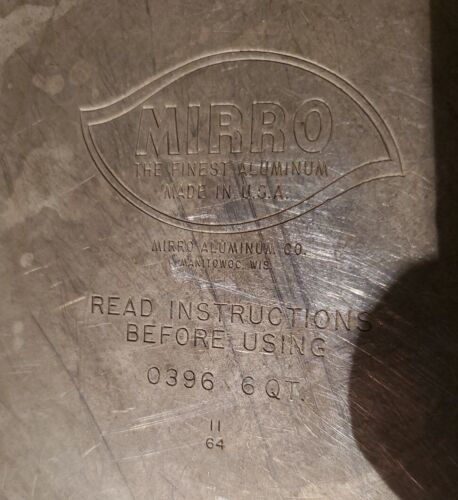 MIRRO
THE FINEST ALUMINUM
MADE IN U.S.A.
MIRRO ALUMINUM CO.
MANITOWOC, WIS.
READ INSTRUCTIONS
BEFORE USING
0396 6 QT.
11
64